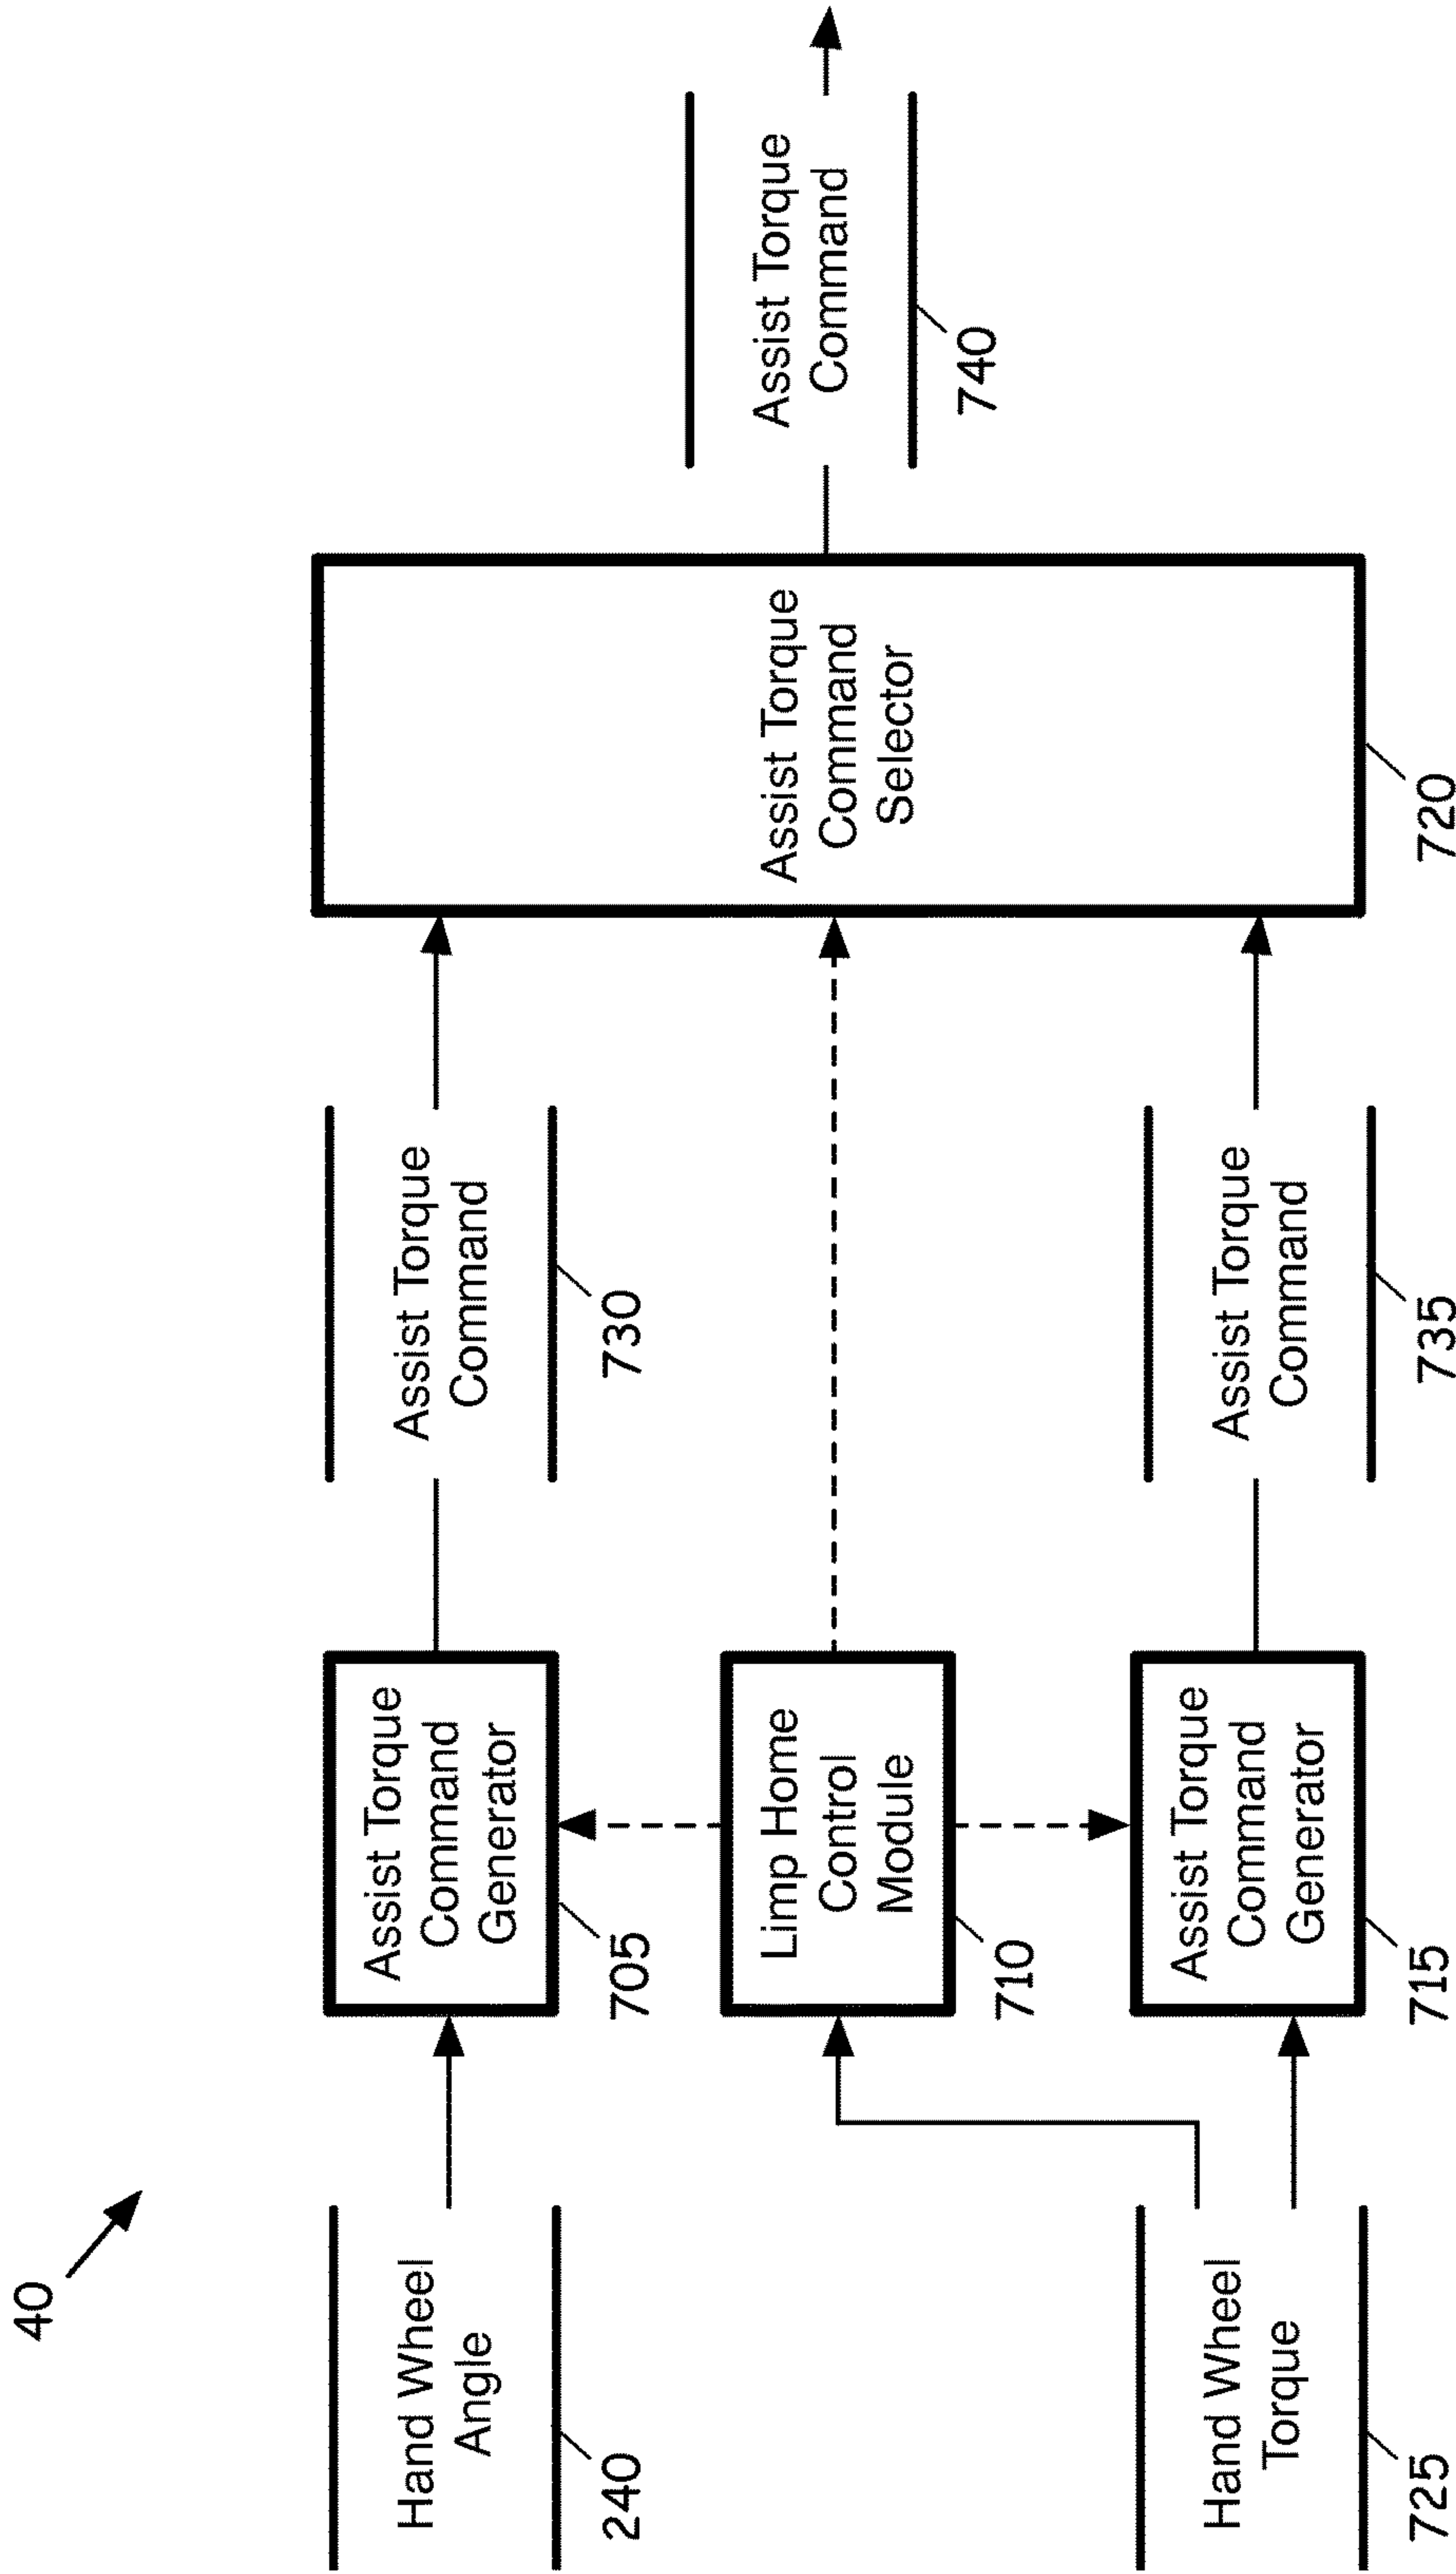 40
Hand Wheel
Angle
240
Assist Torque
Command
Generator
705
Assist Torque
Command
730
Limp Home
Control
Module
710
Assist Torque
Command
Selector
720
Assist Torque
Command
740
Hand Wheel
Torque
725
Assist Torque
Command
Generator
715
Assist Torque
Command
735